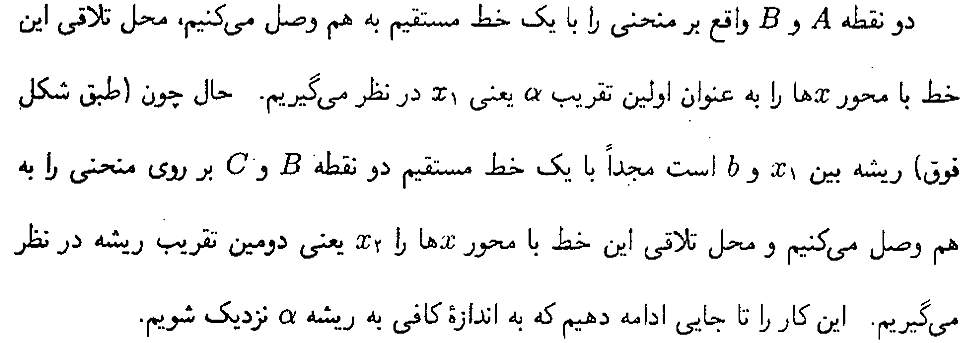 دو نقطه A و B واقع بر منحنی را با یک خط مستقیم به هم وصل می‌کنیم، محل تلاقی این
خط با محور xها را به عنوان اولین تقریب α یعنی x₁ در نظر می‌گیریم. حال چون (طبق شکل
فوق) ریشه بین x₁ و b است مجدداً با یک خط مستقیم دو نقطه B و C بر روی منحنی را به
هم وصل می‌کنیم و محل تلاقی این خط با محور xها را x₂ یعنی دومین تقریب ریشه در نظر
می‌گیریم. این کار را تا جایی ادامه دهیم که به اندازهٔ کافی به ریشه α نزدیک شویم.